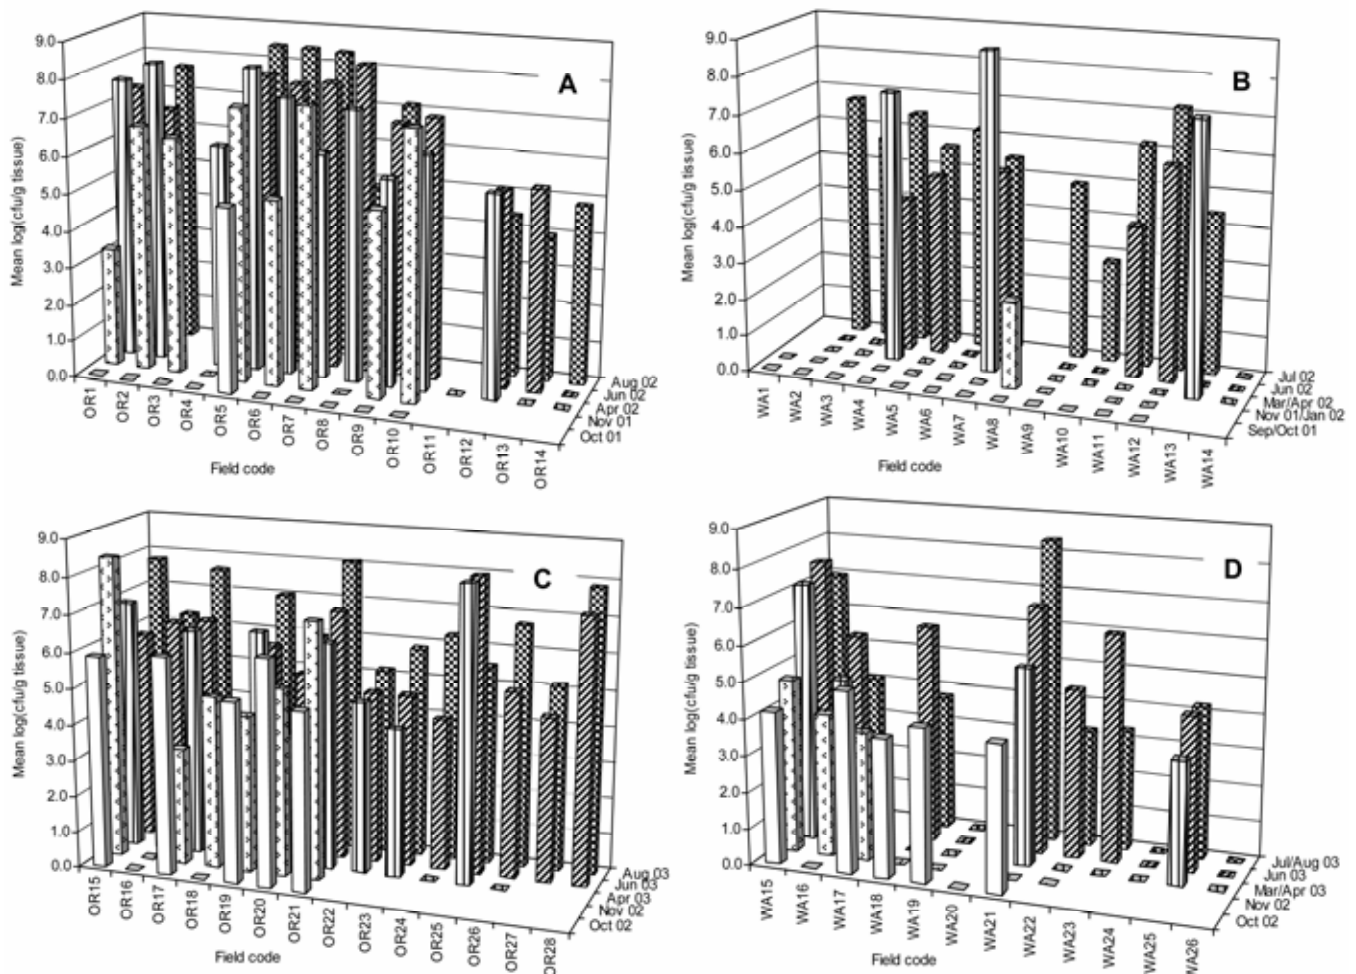 A
9.0
8.0
7.0
6.0
5.0
4.0
3.0
2.0
1.0
0.0
Mean log(cfu/g tissue)
OR1
OR2
OR3
OR4
OR5
OR6
OR7
OR8
OR9
OR10
OR11
OR12
OR13
OR14
Aug 02
Jun 02
Apr 02
Nov 01
Oct 01
Field code
B
9.0
8.0
7.0
6.0
5.0
4.0
3.0
2.0
1.0
0.0
Mean log(cfu/g tissue)
WA1
WA2
WA3
WA4
WA5
WA6
WA7
WA8
WA9
WA10
WA11
WA12
WA13
WA14
Jul 02
Jun 02
Mar/Apr 02
Nov 01/Jan 02
Sep/Oct 01
Field code
C
9.0
8.0
7.0
6.0
5.0
4.0
3.0
2.0
1.0
0.0
Mean log(cfu/g tissue)
OR15
OR16
OR17
OR18
OR19
OR20
OR21
OR22
OR23
OR24
OR25
OR26
OR27
OR28
Aug 03
Jun 03
Apr 03
Nov 02
Oct 02
Field code
D
9.0
8.0
7.0
6.0
5.0
4.0
3.0
2.0
1.0
0.0
Mean log(cfu/g tissue)
WA15
WA16
WA17
WA18
WA19
WA20
WA21
WA22
WA23
WA24
WA25
WA26
Jul/Aug 03
Jun 03
Mar/Apr 03
Nov 02
Oct 02
Field code